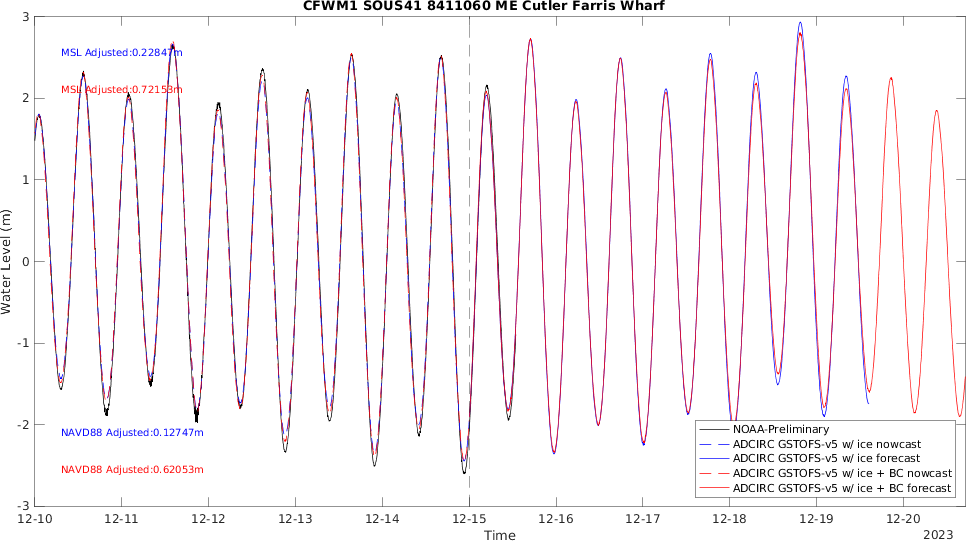 CFWM1 SOUS41 8411060 ME Cutler Farris Wharf
3
MSL Adjusted:0.22847m
2
MSL Adjusted:0.72153m
1
Water Level (m)
0
-1
-2
NAVD88 Adjusted:0.12747m
NOAA-Preliminary
ADCIRC GSTOFS-v5 w/ ice nowcast
ADCIRC GSTOFS-v5 w/ ice forecast
NAVD88 Adjusted:0.62053m
ADCIRC GSTOFS-v5 w/ ice + BC nowcast
ADCIRC GSTOFS-v5 w/ ice + BC forecast
-3
12-10 12-11 12-12 12-13 12-14 12-15 12-16 12-17 12-18 12-19 12-20
Time
2023